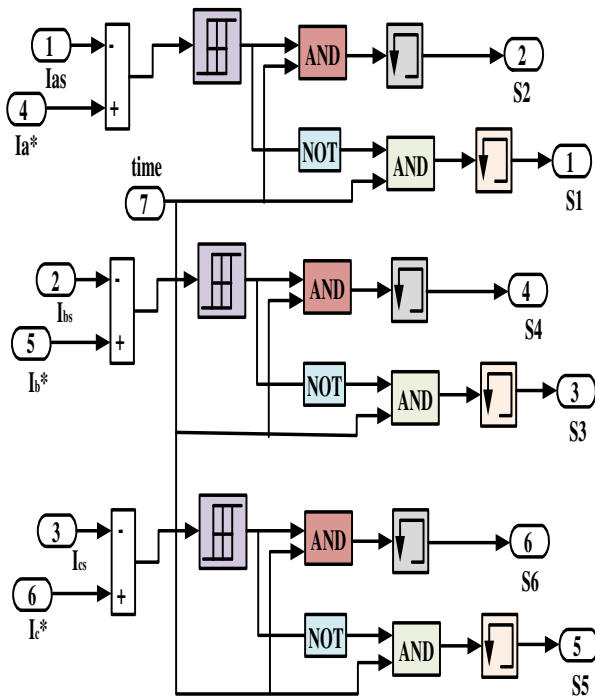 1
-
Ias
+
4
Ia*
AND
2
S2
NOT
AND
1
S1
time
7
2
-
Ibs
+
5
Ib*
AND
4
S4
NOT
AND
3
S3
3
-
Ics
+
6
Ic*
AND
6
S6
NOT
AND
5
S5